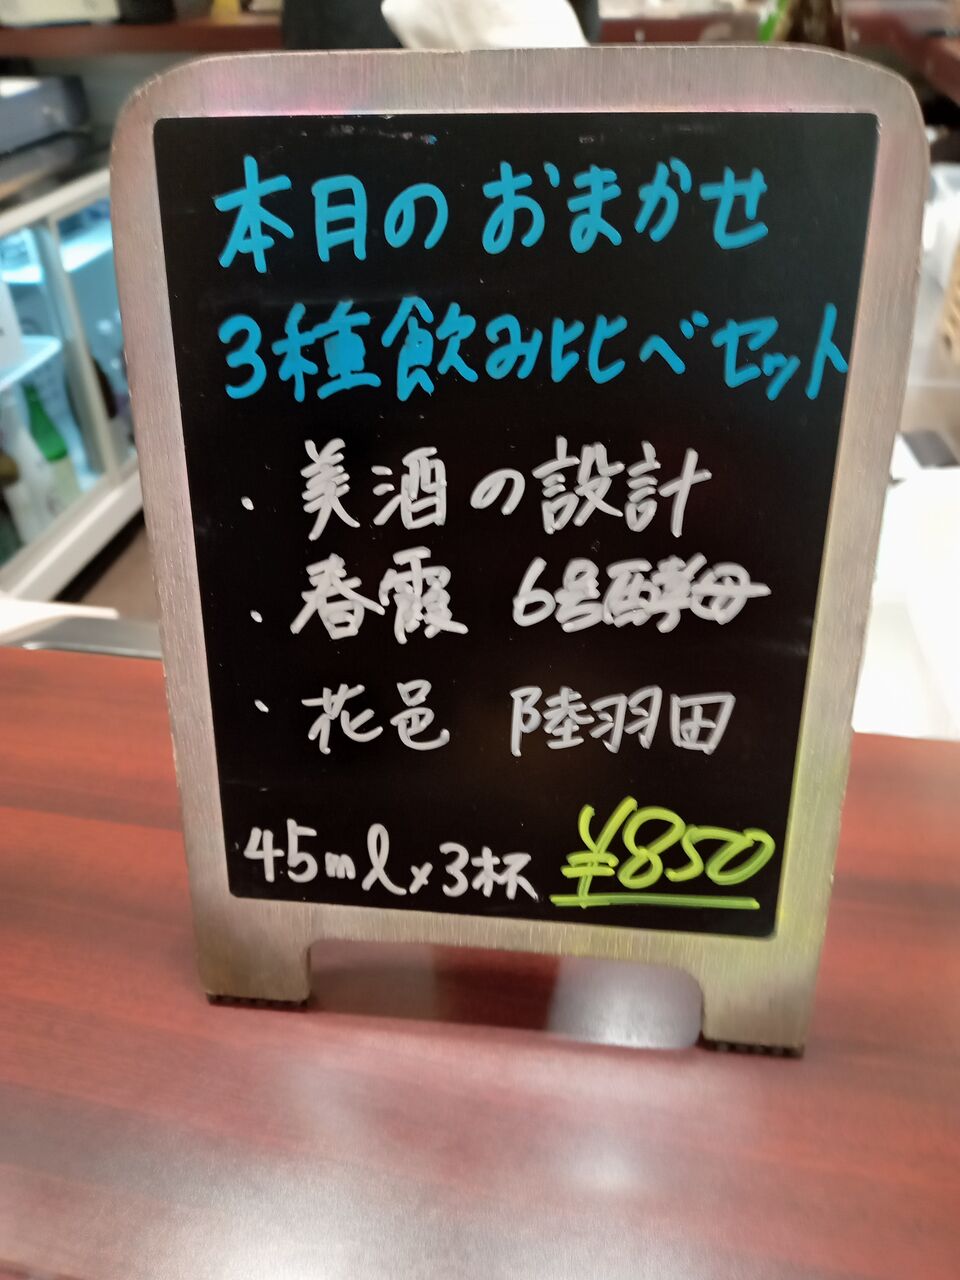 本日のおまかせ
3種飲み比べセット
・美酒の設計
・春霞 6号酵母
・花邑 陸羽田
45ml×3杯 ¥850